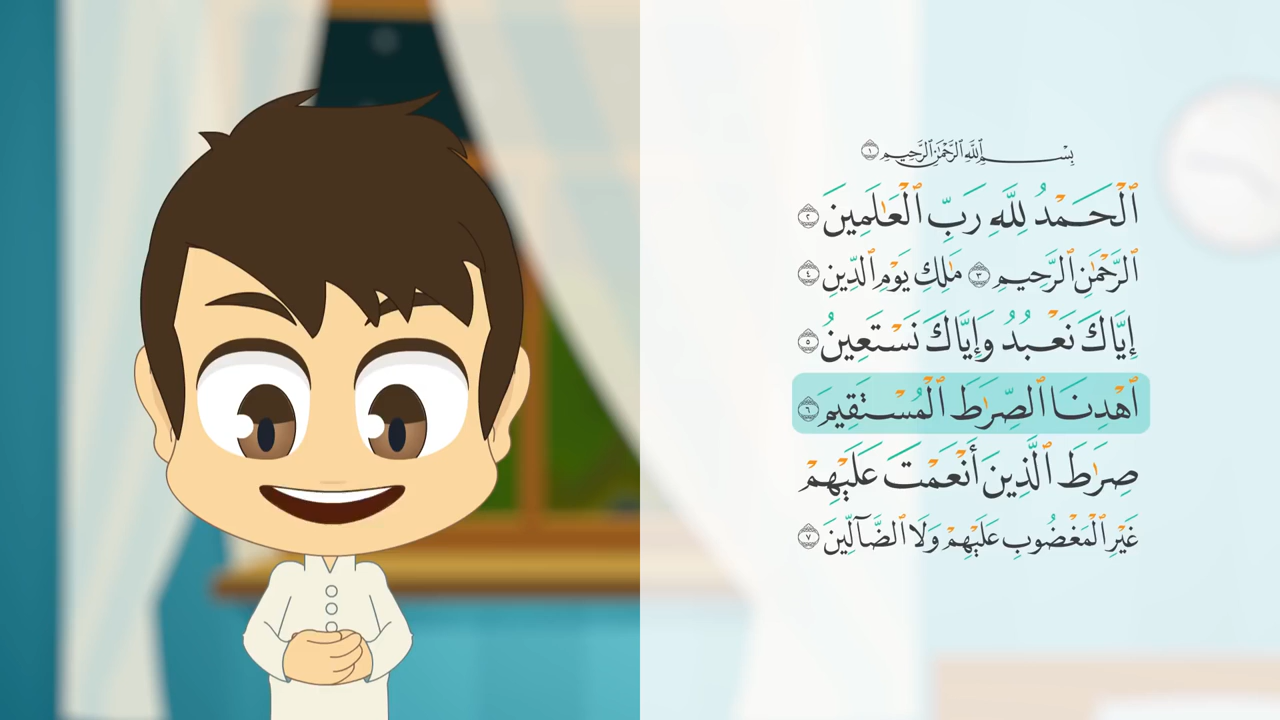 بِسْمِ ٱللَّهِ ٱلرَّحْمَٰنِ ٱلرَّحِيمِ ١
ٱلْحَمْدُ لِلَّهِ رَبِّ ٱلْعَٰلَمِينَ ٢
ٱلرَّحْمَٰنِ ٱلرَّحِيمِ ٣ مَٰلِكِ يَوْمِ ٱلدِّينِ ٤
إِيَّاكَ نَعْبُدُ وَإِيَّاكَ نَسْتَعِينُ ٥
ٱهْدِنَا ٱلصِّرَٰطَ ٱلْمُسْتَقِيمَ ٦
صِرَٰطَ ٱلَّذِينَ أَنْعَمْتَ عَلَيْهِمْ
غَيْرِ ٱلْمَغْضُوبِ عَلَيْهِمْ وَلَا ٱلضَّآلِّينَ ٧